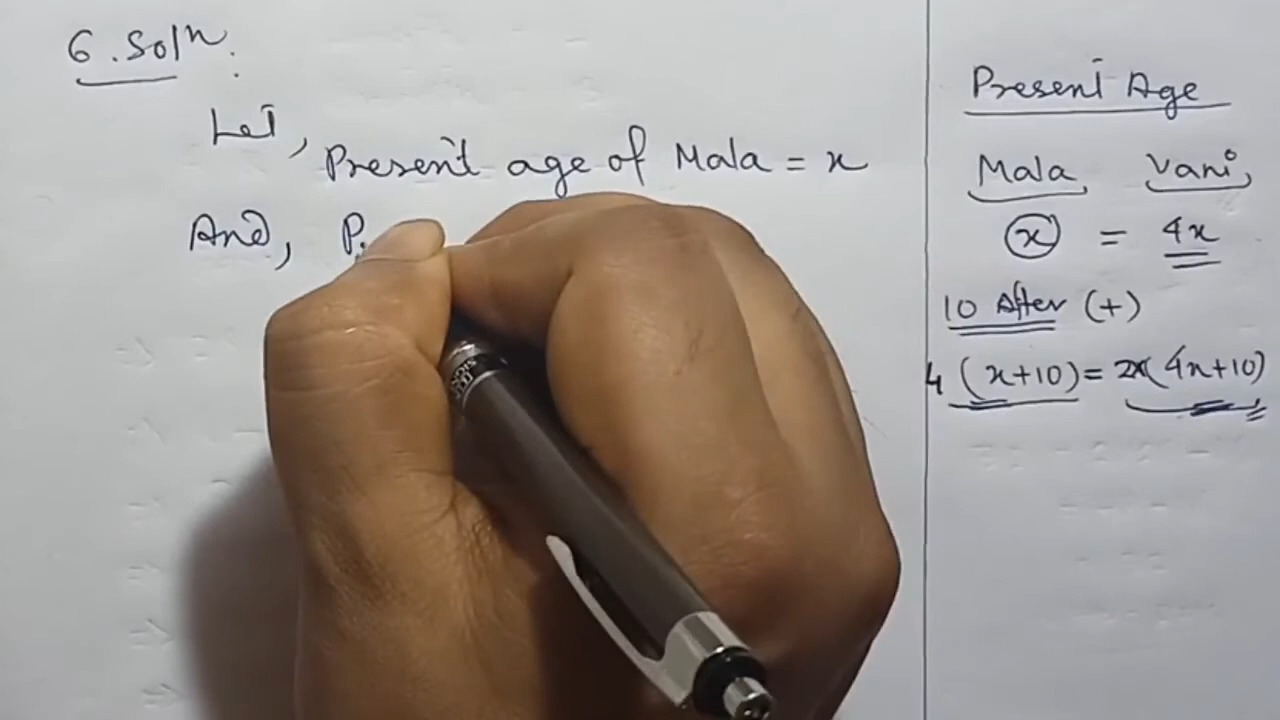 6. Solⁿ.
Let, Present age of Mala = x
And, P.
Present Age
Mala Vani
x = 4x
10 After (+)
4 (x+10) = 2x(4x+10)